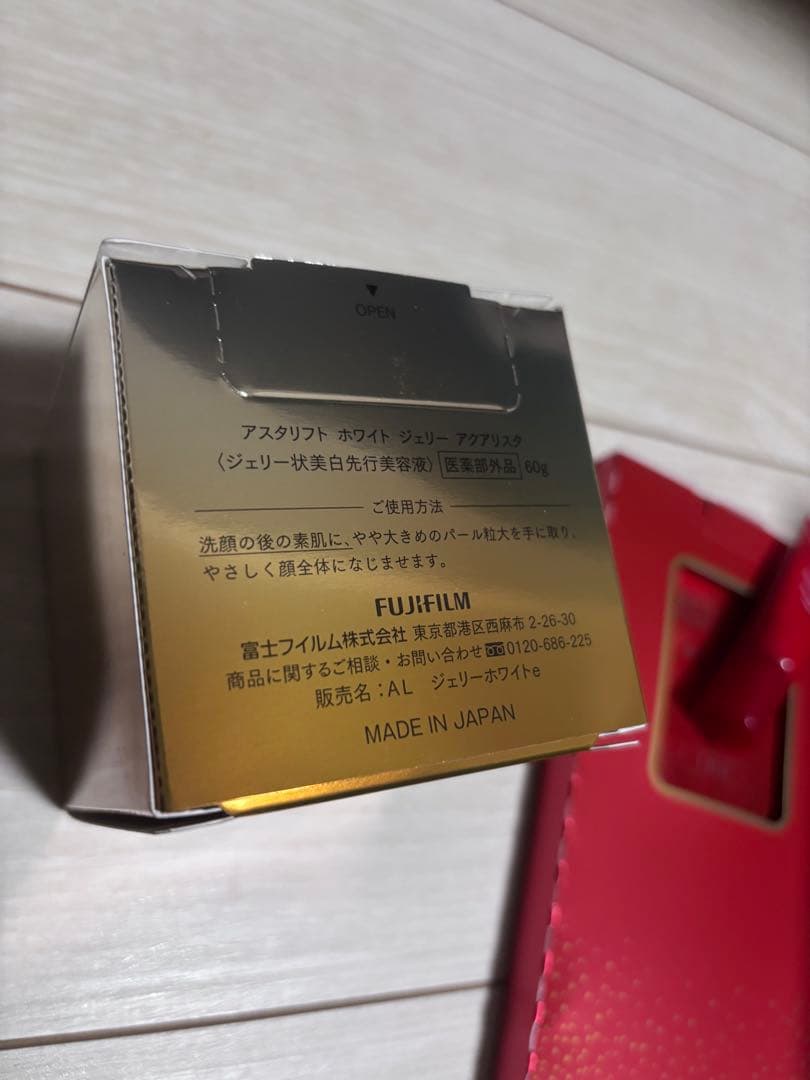 ▼
OPEN
アスタリフト ホワイト ジェリー アクアリスタ
〈ジェリー状美白先行美容液〉 医薬部外品 60g
ご使用方法
洗顔の後の素肌に、やや大きめのパール粒大を手に取り、
やさしく顔全体になじませます。
FUJIFILM
富士フイルム株式会社 東京都港区西麻布 2-26-30
商品に関するご相談・お問い合わせ 0120-686-225
販売名：AL ジェリーホワイトe
MADE IN JAPAN